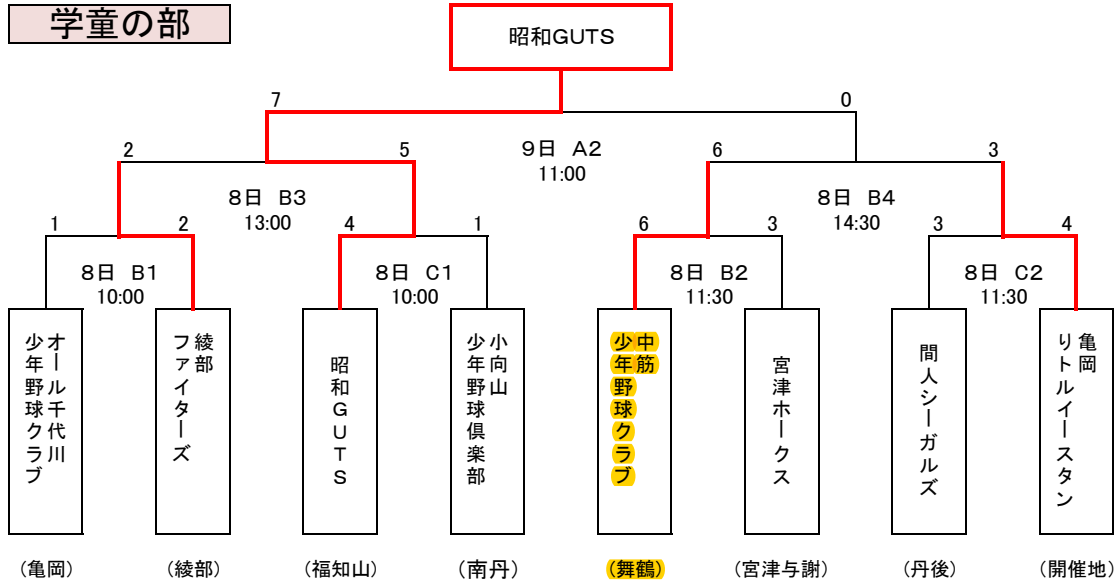 学童の部
昭和GUTS
7
0
2
5
9日 A2
11:00
6
3
8日 B3
13:00
8日 B4
14:30
1
2
4
1
6
3
3
4
8日 B1
10:00
8日 C1
10:00
8日 B2
11:30
8日 C2
11:30
オール千代川
少年野球クラブ
綾部
ファイターズ
昭和GUTS
小向山
少年野球倶楽部
中筋
少年野球クラブ
宮津ホークス
間人シーガルズ
亀岡
リトルイースタン
(亀岡)
(綾部)
(福知山)
(南丹)
(舞鶴)
(宮津与謝)
(丹後)
(開催地)